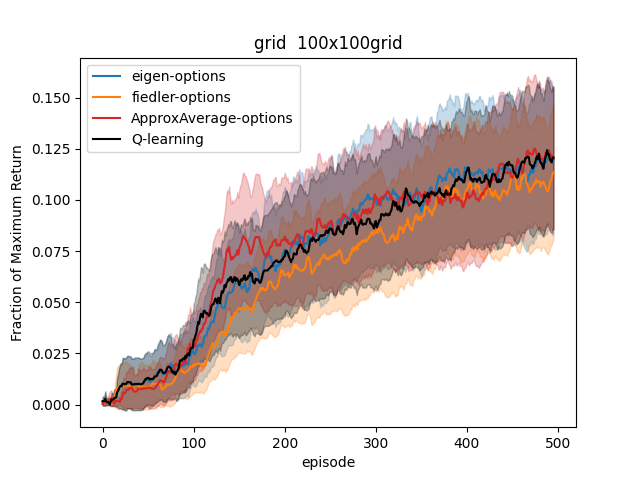 grid  100x100grid
eigen-options
fiedler-options
ApproxAverage-options
Q-learning
Fraction of Maximum Return
0.150
0.125
0.100
0.075
0.050
0.025
0.000
0 100 200 300 400 500
episode